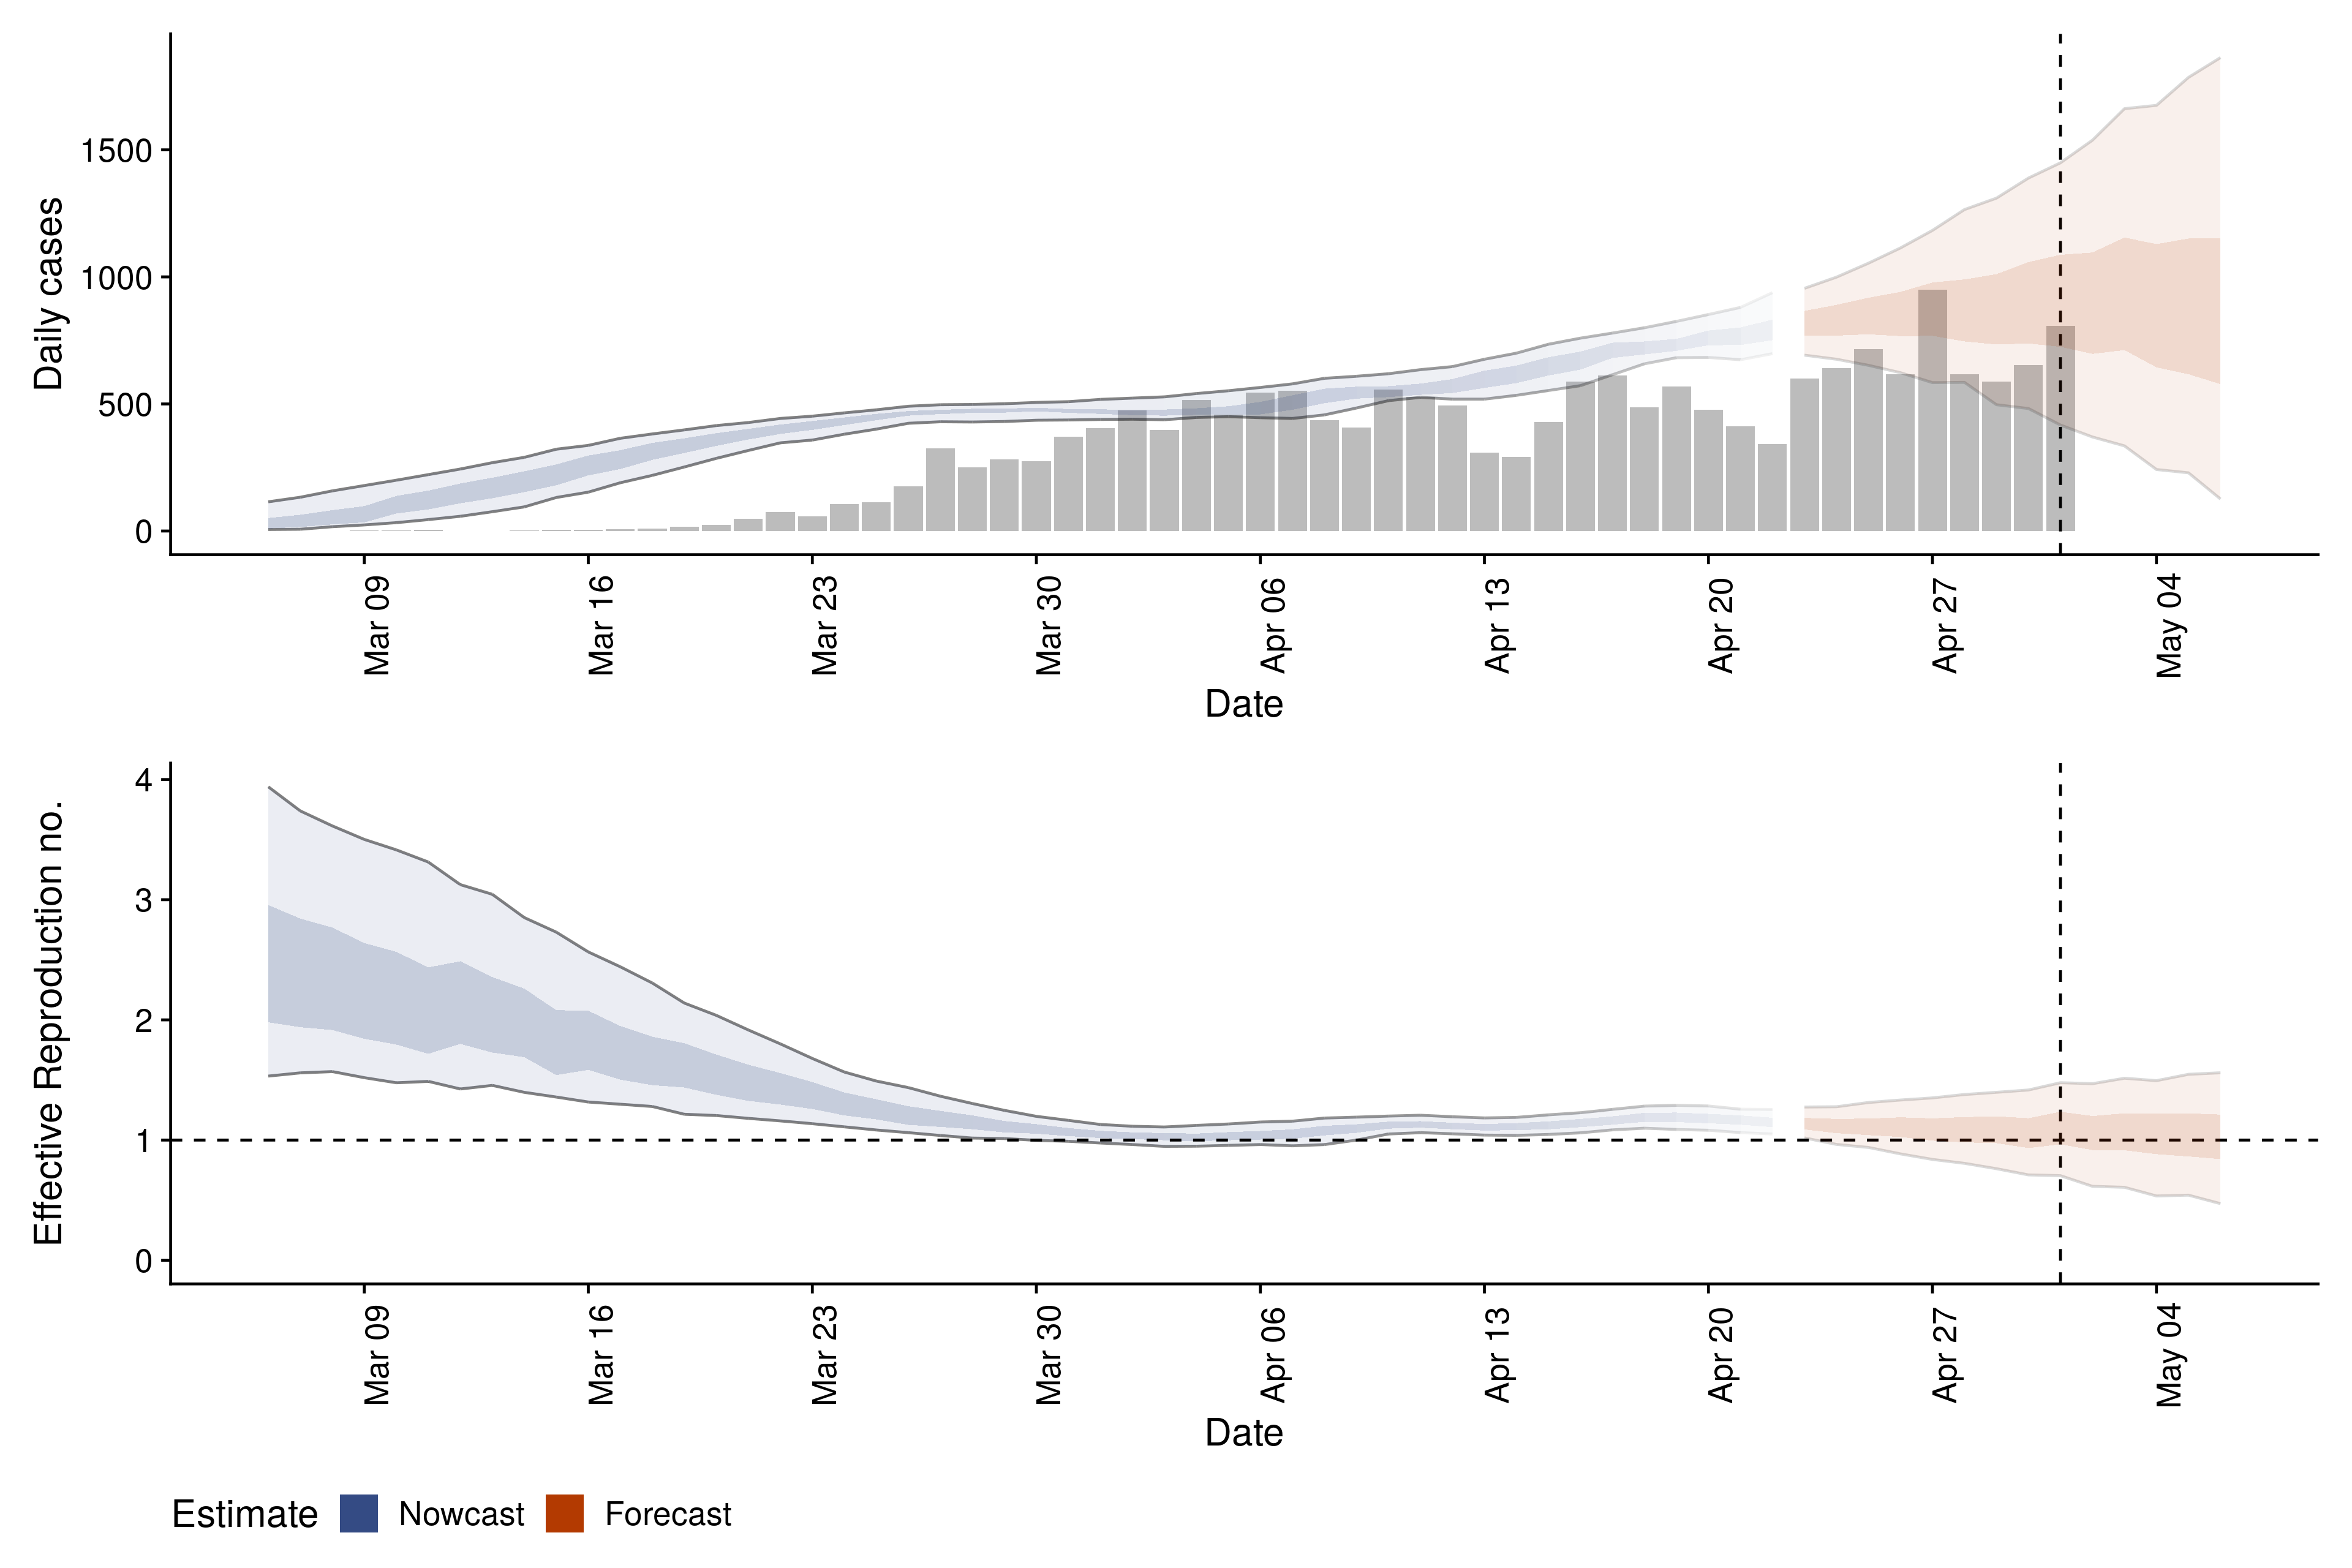 Daily cases
1500
1000
500
0
Mar 09
Mar 16
Mar 23
Mar 30
Apr 06
Apr 13
Apr 20
Apr 27
May 04
Date
Effective Reproduction no.
4
3
2
1
0
Mar 09
Mar 16
Mar 23
Mar 30
Apr 06
Apr 13
Apr 20
Apr 27
May 04
Date
Estimate Nowcast Forecast